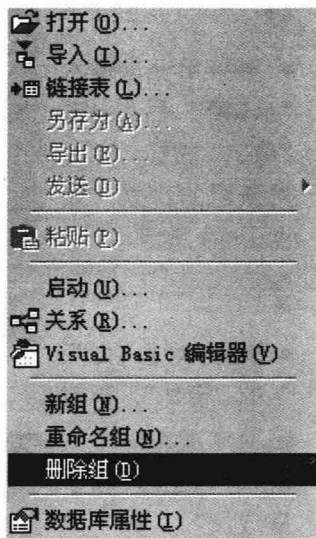 打开(O)...
导入(I)...
链接表(L)...
另存为(A)...
导出(E)...
发送(D)
粘贴(P)
启动(U)...
关系(R)...
Visual Basic 编辑器(V)
新组(N)...
重命名组(N)...
删除组(D)
数据库属性(I)